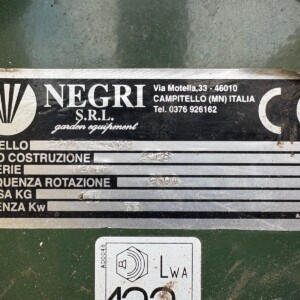 NEGRI
S.R.L.
garden equipment
Via Motella,33 - 46010
CAMPITELLO (MN) ITALIA
Tel. 0376 926162
CE
ELLO
O COSTRUZIONE
ERIE
QUENZA ROTAZIONE
SA KG
ENZA Kw
LWA